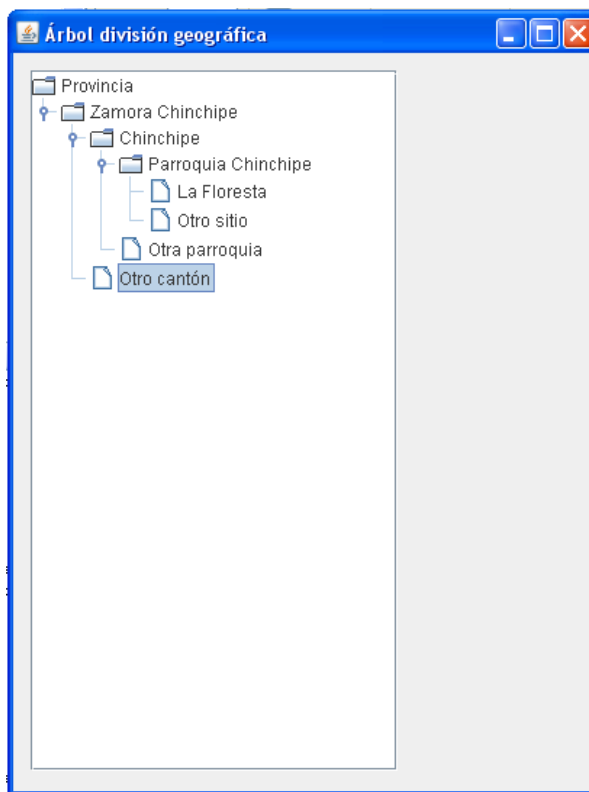 Árbol división geográfica
Provincia
Zamora Chinchipe
Chinchipe
Parroquia Chinchipe
La Floresta
Otro sitio
Otra parroquia
Otro cantón